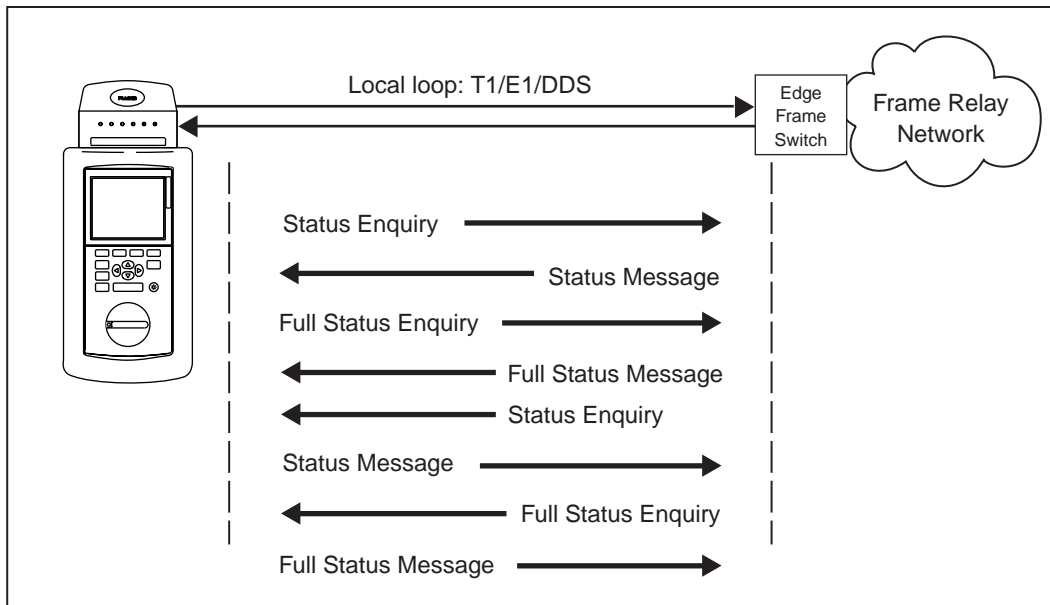 Local loop: T1/E1/DDS
Edge
Frame
Switch
Frame Relay
Network
Status Enquiry
Status Message
Full Status Enquiry
Full Status Message
Status Enquiry
Status Message
Full Status Enquiry
Full Status Message